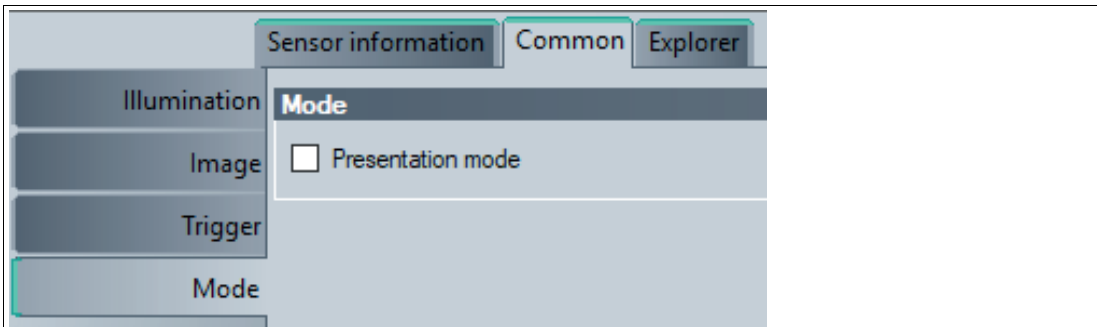 Sensor information Common Explorer
Illumination
Mode
Image
Presentation mode
Trigger
Mode